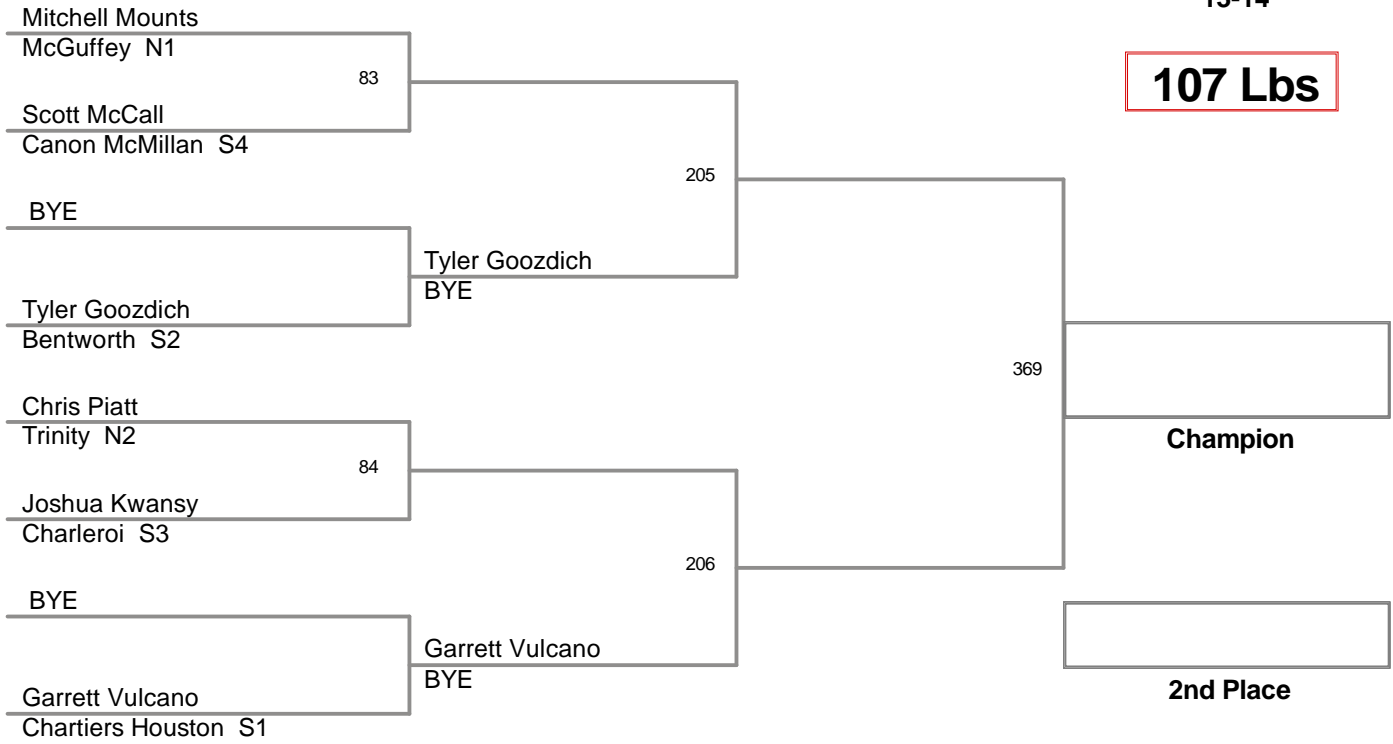 13-14
107 Lbs
Mitchell Mounts
McGuffey N1
83
Scott McCall
Canon McMillan S4
205
BYE
Tyler Goozdich
BYE
Tyler Goozdich
Bentworth S2
369
Chris Piatt
Trinity N2
Champion
84
Joshua Kwansy
Charleroi S3
206
BYE
Garrett Vulcano
BYE
Garrett Vulcano
Chartiers Houston S1
2nd Place